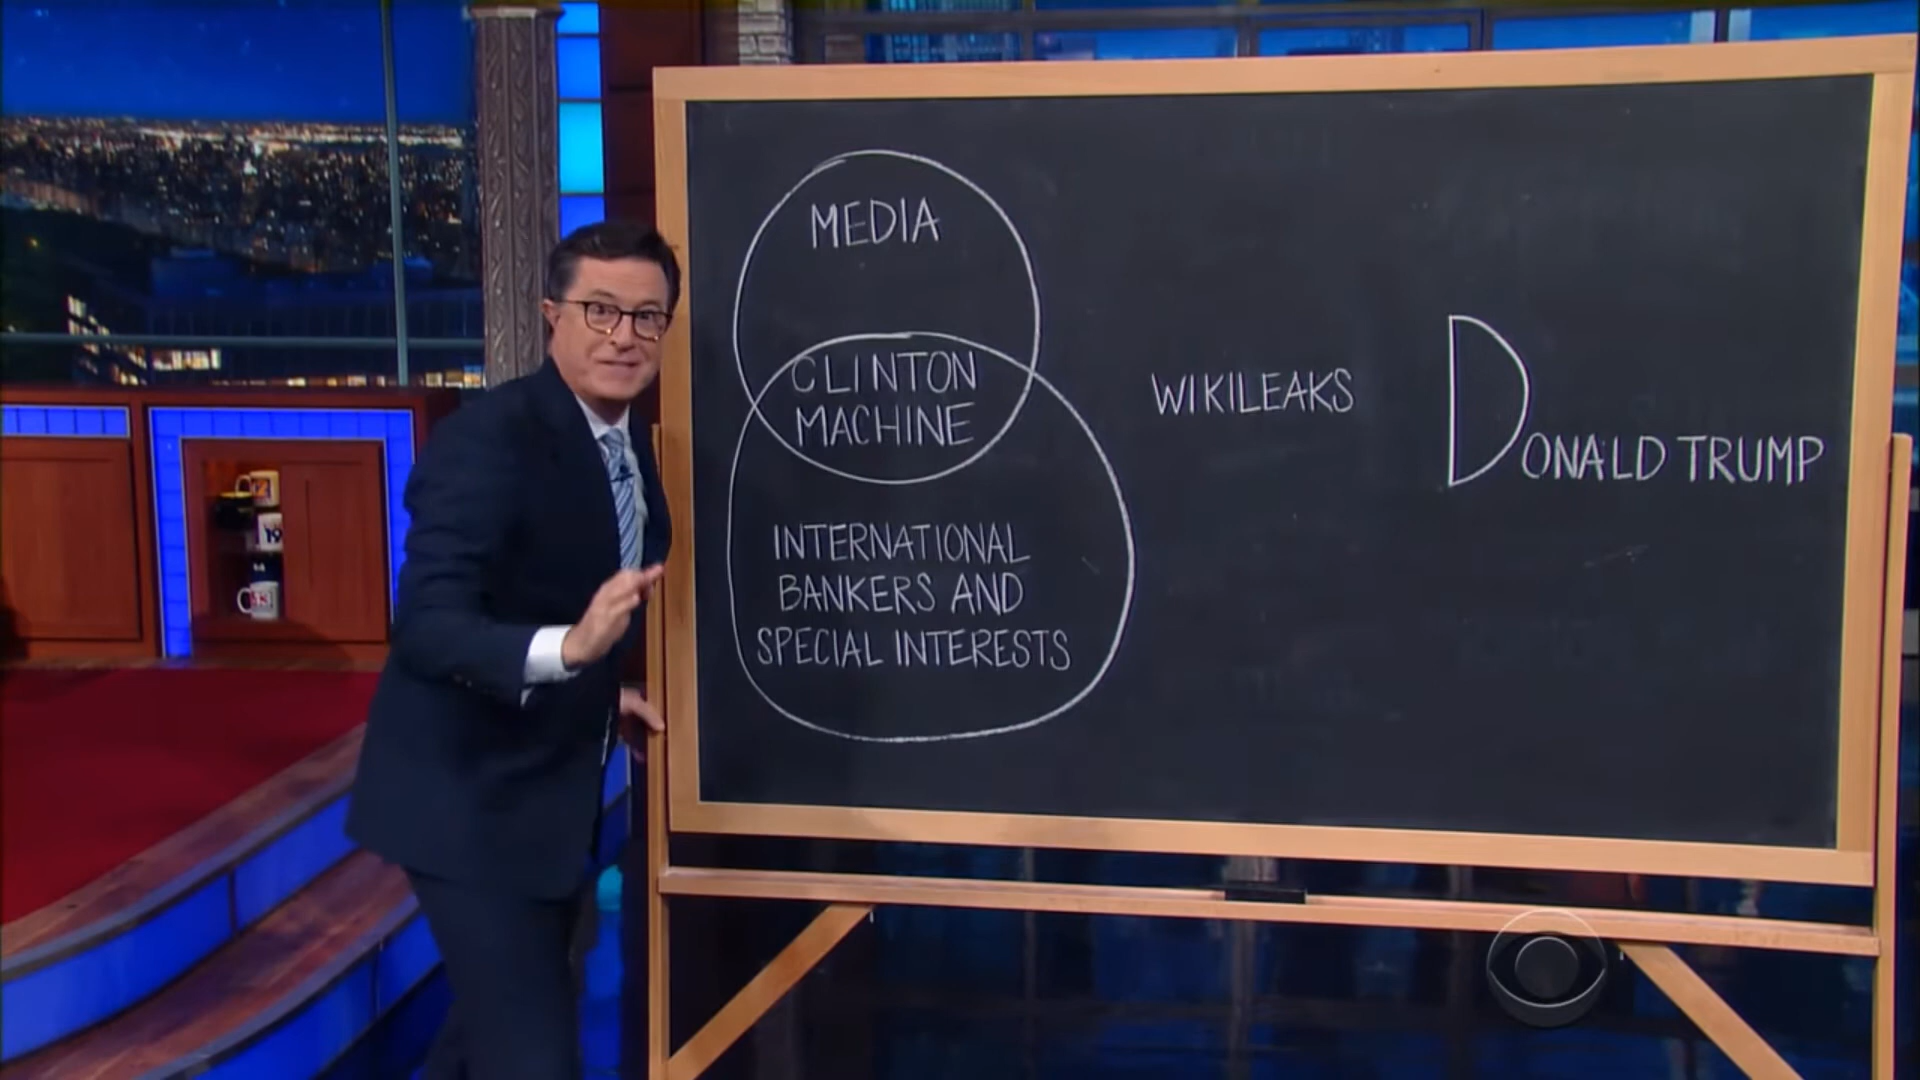 MEDIA
CLINTON
MACHINE
INTERNATIONAL
BANKERS AND
SPECIAL INTERESTS
WIKILEAKS
DONALD TRUMP